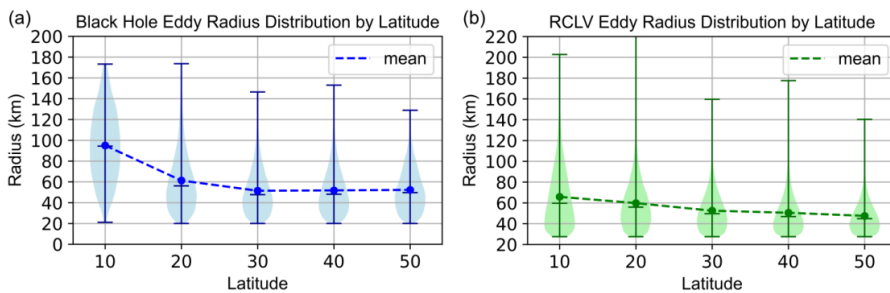 (a) Black Hole Eddy Radius Distribution by Latitude
mean
Radius (km)
200
180
160
140
120
100
80
60
40
20
0
10 20 30 40 50
Latitude
(b) RCLV Eddy Radius Distribution by Latitude
mean
Radius (km)
220
200
180
160
140
120
100
80
60
40
20
10 20 30 40 50
Latitude